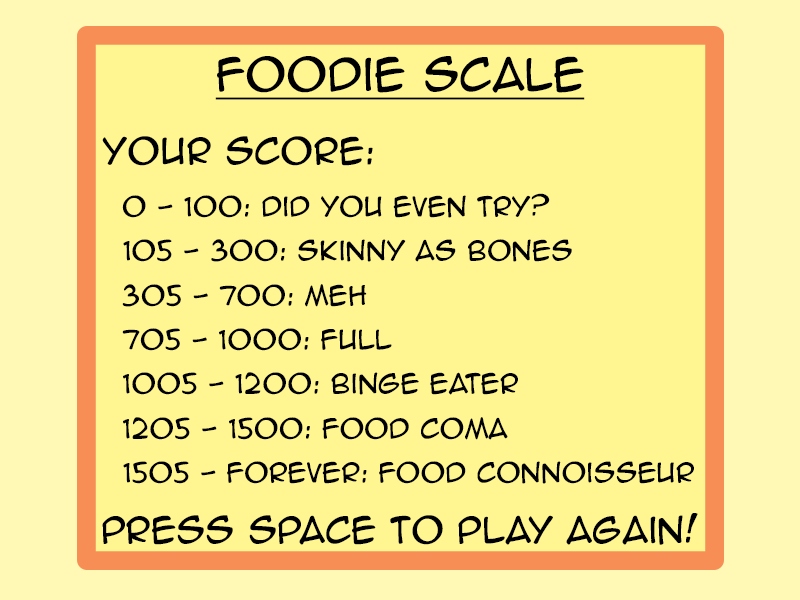 FOODIE SCALE
YOUR SCORE:
0 - 100: DID YOU EVEN TRY?
105 - 300: SKINNY AS BONES
305 - 700: MEH
705 - 1000: FULL
1005 - 1200: BINGE EATER
1205 - 1500: FOOD COMA
1505 - FOREVER: FOOD CONNOISSEUR
PRESS SPACE TO PLAY AGAIN!